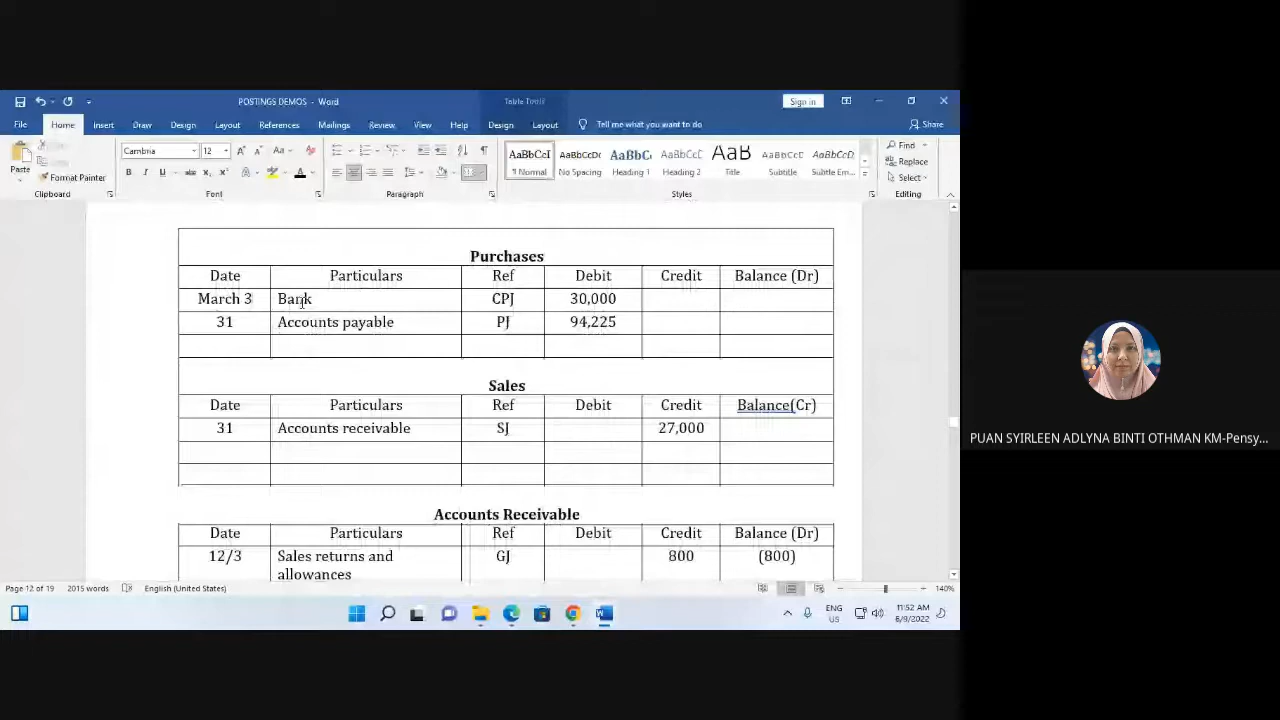 POSTINGS DEMOS - Word
Table Tools
Sign in
File Home Insert Draw Design Layout References Mailings Review View Help Design Layout Tell me what you want to do Share
Paste
Format Painter
Clipboard
Cambria 12
Font
Paragraph
AaBbCcI AaBbCcDc AaBbC AaBbCcI AaB AaBbCcD AaBbCcD
¶ Normal No Spacing Heading 1 Heading 2 Title Subtitle Subtle Em...
Styles
Find
Replace
Select
Editing
Purchases
Date Particulars Ref Debit Credit Balance (Dr)
March 3 Bank CPJ 30,000
31 Accounts payable PJ 94,225
Sales
Date Particulars Ref Debit Credit Balance(Cr)
31 Accounts receivable SJ 27,000
Accounts Receivable
Date Particulars Ref Debit Credit Balance (Dr)
12/3 Sales returns and allowances GJ 800 (800)
Page 12 of 19 2015 words English (United States) 140%
ENG US 11:52 AM 6/9/2022
PUAN SYIRLEEN ADLYNA BINTI OTHMAN KM-Pensy...